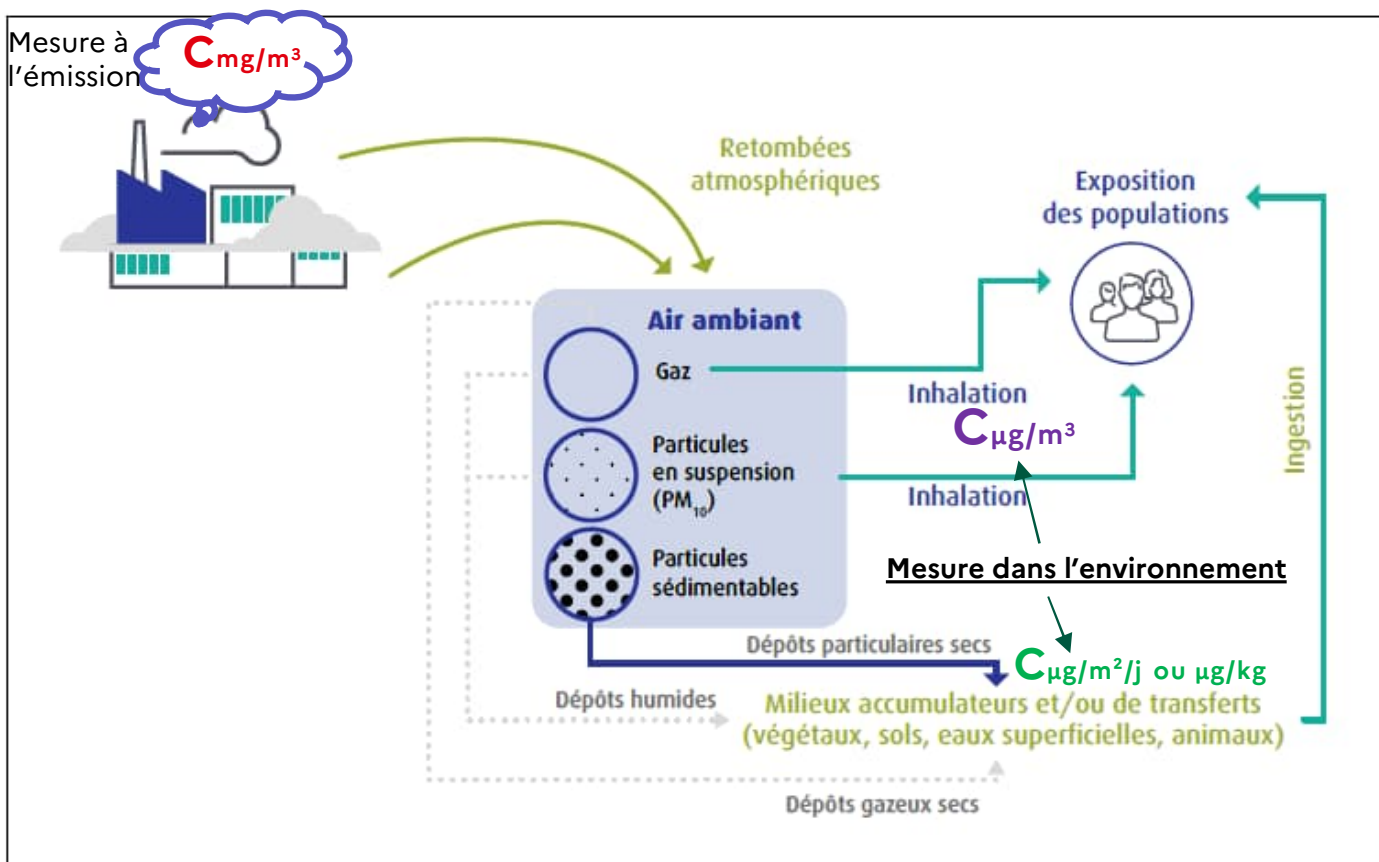 Mesure à
l'émission
Cmg/m³
Retombées
atmosphériques
Exposition
des populations
Air ambiant
Gaz
Inhalation
Cµg/m³
Particules
en suspension
(PM₁₀)
Inhalation
Ingestion
Particules
sédimentables
Mesure dans l'environnement
Dépôts particulaires secs
Cµg/m²/j ou µg/kg
Dépôts humides
Milieux accumulateurs et/ou de transferts
(végétaux, sols, eaux superficielles, animaux)
Dépôts gazeux secs